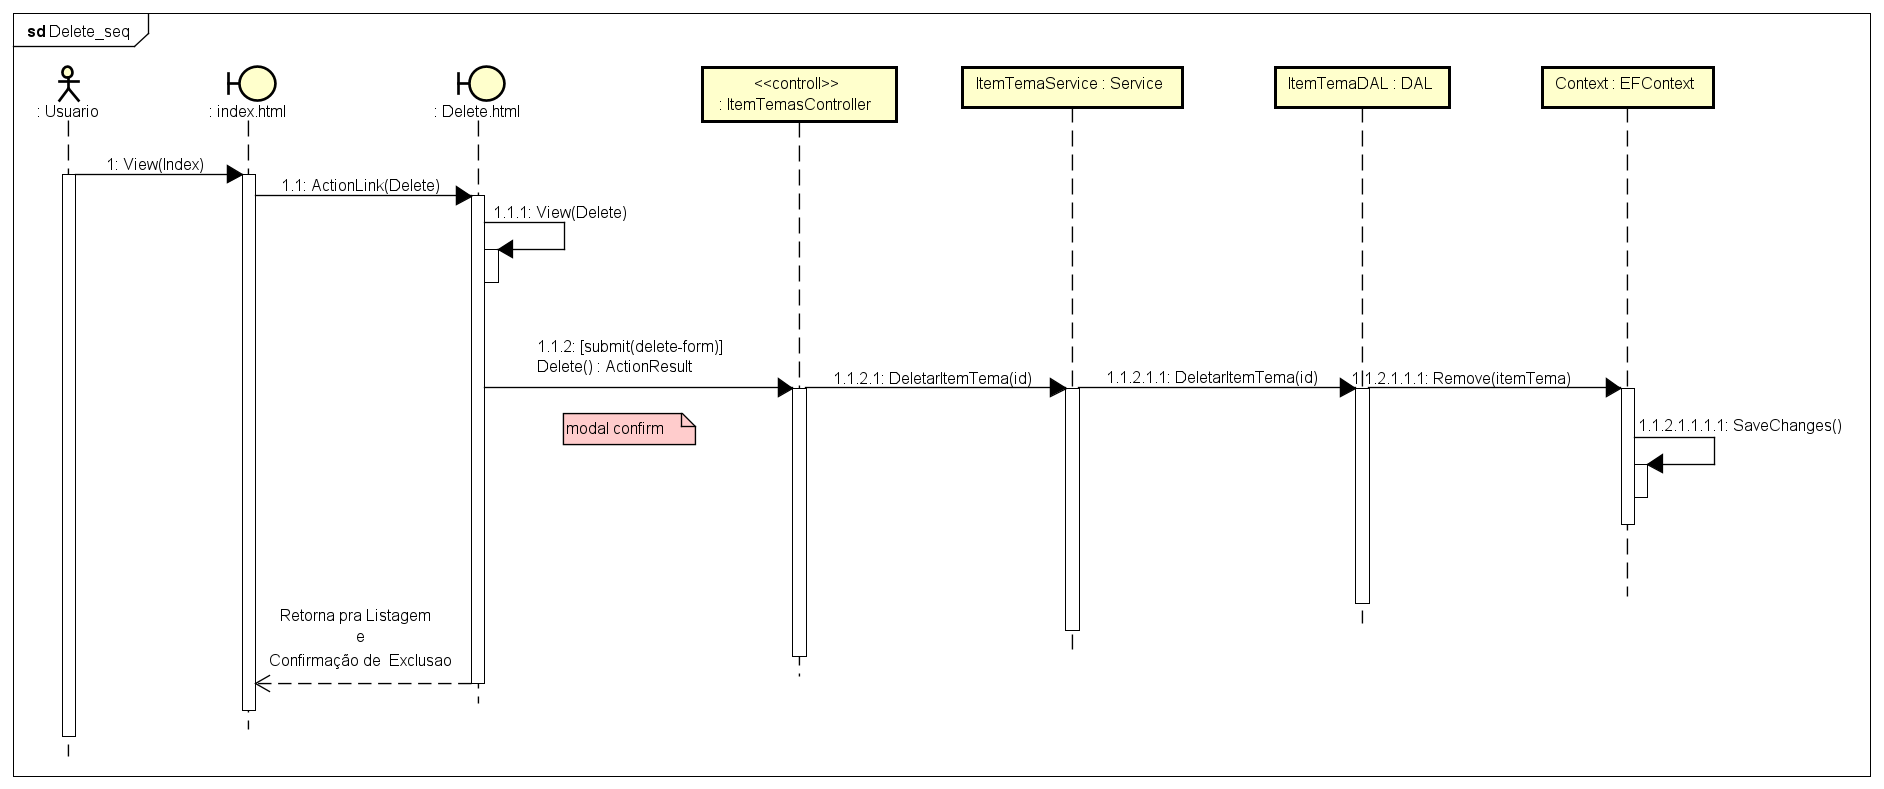 sd Delete_seq
: Usuario
: index.html
: Delete.html
<<controll>>
: ItemTemasController
ItemTemaService : Service
ItemTemaDAL : DAL
Context : EFContext
1: View(Index)
1.1: ActionLink(Delete)
1.1.1: View(Delete)
1.1.2: [submit(delete-form)]
Delete() : ActionResult
1.1.2.1: DeletarItemTema(id)
1.1.2.1.1: DeletarItemTema(id)
1.1.2.1.1.1: Remove(itemTema)
modal confirm
1.1.2.1.1.1.1: SaveChanges()
Retorna pra Listagem
e
Confirmação de Exclusao